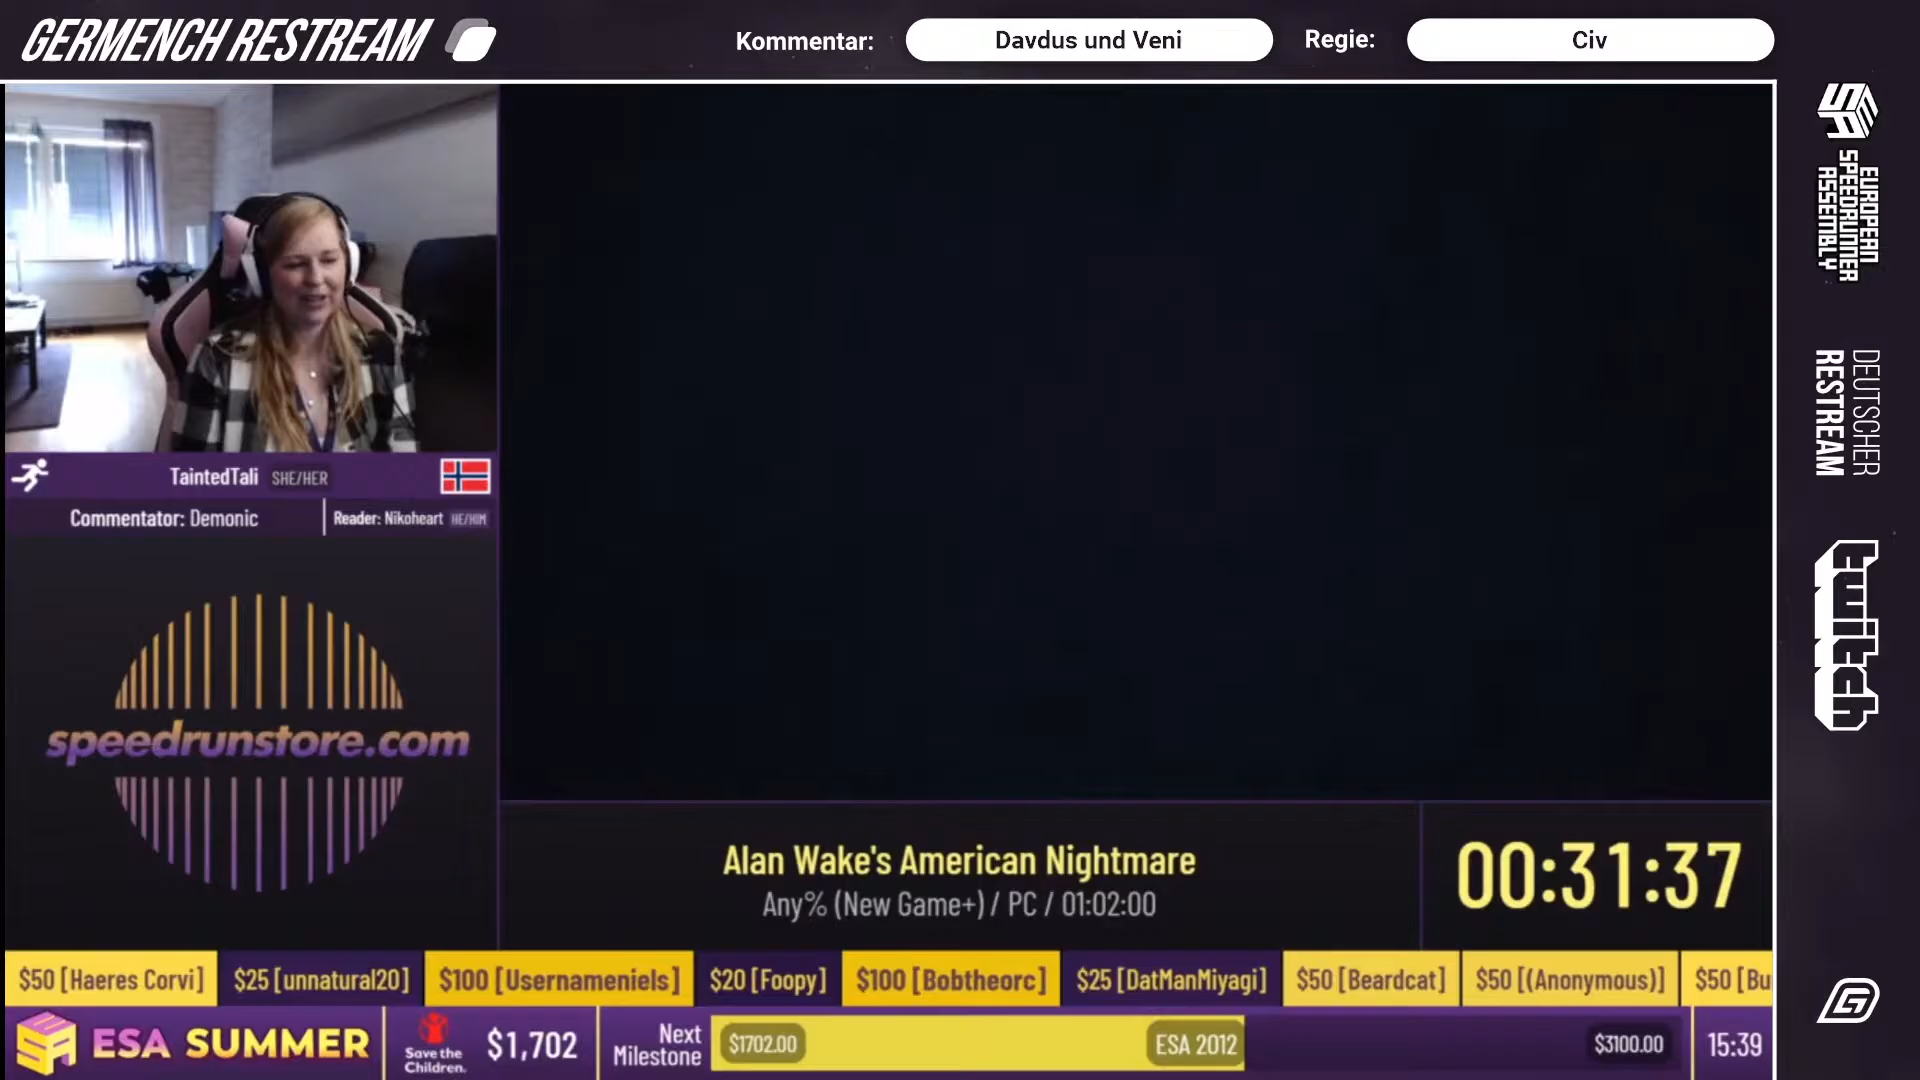 GERMENCH RESTREAM
Kommentar: Davdus und Veni Regie: Civ
EUROPEAN
SPEEDRUNNER
ASSEMBLY
DEUTSCHER
RESTREAM
twitch
TaintedTali SHE/HER
Commentator: Demonic Reader: Nikoheart HE/HIM
speedrunstore.com
Alan Wake's American Nightmare
Any% (New Game+) / PC / 01:02:00
00:31:37
$50 [Haeres Corvi] $25 [unnatural20] $100 [Usernameniels] $20 [Foopy] $100 [Bobtheorc] $25 [DatManMiyagi] $50 [Beardcat] $50 [(Anonymous)] $50 [Bu
ESA SUMMER
Save the
Children.
$1,702
Next
Milestone
$1702.00 ESA 2012 $3100.00
15:39